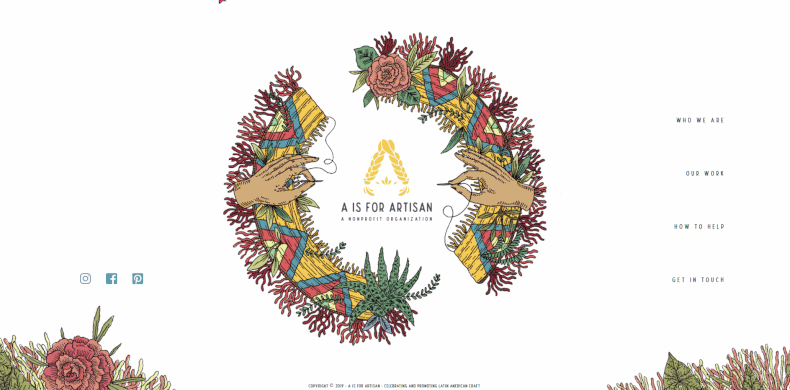 WHO WE ARE
OUR WORK
A IS FOR ARTISAN
A NONPROFIT ORGANIZATION
HOW TO HELP
GET IN TOUCH
COPYRIGHT © 2019 - A IS FOR ARTISAN - CELEBRATING AND PROMOTING LATIN AMERICAN CRAFT